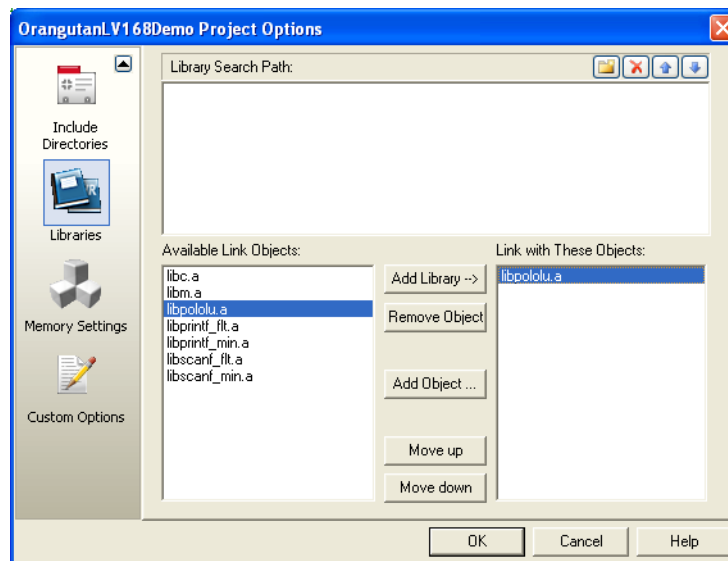 OrangutanLV168Demo Project Options
Include
Directories
Libraries
Memory Settings
Custom Options
Library Search Path:
Available Link Objects:
libc.a
libm.a
libpololu.a
libprintf_flt.a
libprintf_min.a
libscanf_flt.a
libscanf_min.a
Add Library -->
Remove Object
Add Object ...
Move up
Move down
Link with These Objects:
libpololu.a
OK
Cancel
Help